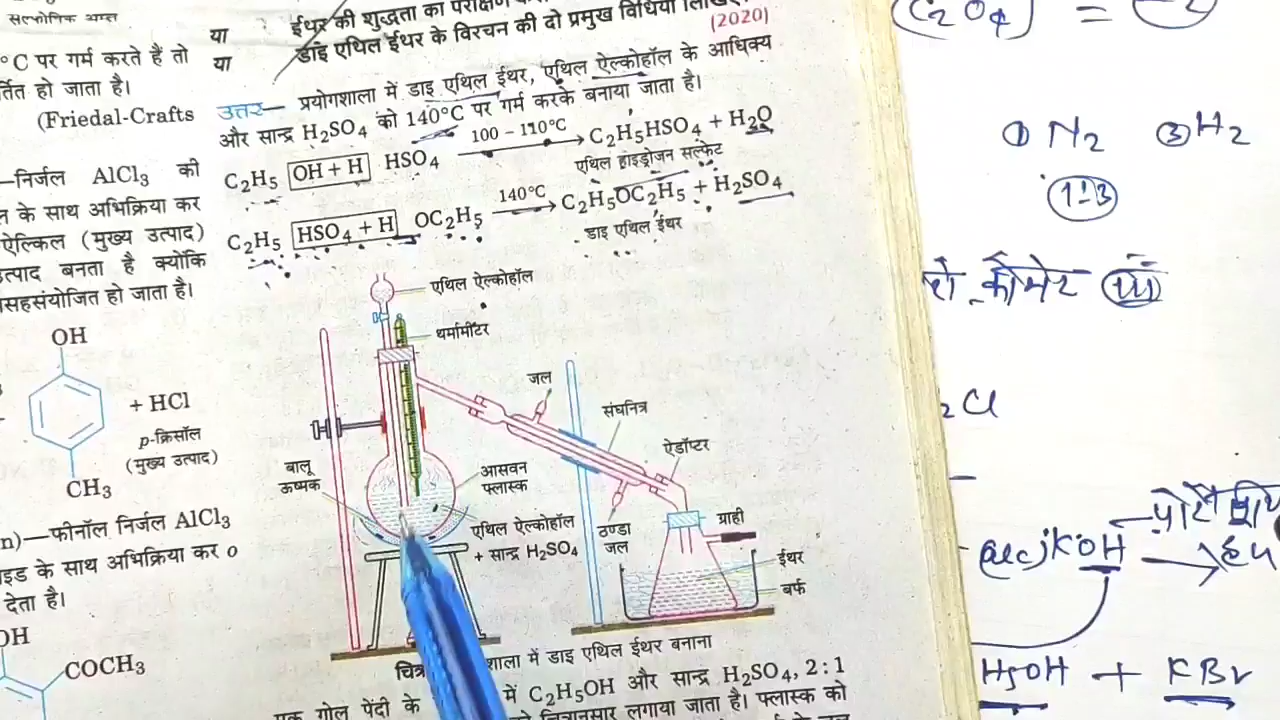 सल्फोनिक अम्ल
°C पर गर्म करते हैं तो
र्तित हो जाता है।
(Friedal-Crafts
—निर्जल AlCl₃ की
न के साथ अभिक्रिया कर
ऐल्किल (मुख्य उत्पाद)
उत्पाद बनता है क्योंकि
सहसंयोजित हो जाता है।
OH
+ HCl
p-क्रिसॉल
(मुख्य उत्पाद)
CH₃
n)—फीनॉल निर्जल AlCl₃
इड के साथ अभिक्रिया कर o
देता है।
OH
COCH₃
या ईथर की शुद्धता का परीक्षण
या डाइ एथिल ईथर के विरचन की दो प्रमुख विधियाँ लिखिए।
(2020)
उत्तर— प्रयोगशाला में डाइ एथिल ईथर, एथिल ऐल्कोहॉल के आधिक्य
और सान्द्र H₂SO₄ को 140°C पर गर्म करके बनाया जाता है।
C₂H₅ OH + H HSO₄ 100 – 110°C → C₂H₅HSO₄ + H₂O
एथिल हाइड्रोजन सल्फेट
C₂H₅ HSO₄ + H OC₂H₅ 140°C → C₂H₅OC₂H₅ + H₂SO₄
डाइ एथिल ईथर
एथिल ऐल्कोहॉल
थर्मामीटर
जल
संघनित्र
ऐडॉप्टर
बालू
ऊष्मक
आसवन
फ्लास्क
एथिल ऐल्कोहॉल
+ सान्द्र H₂SO₄
ठण्डा
जल
ग्राही
ईथर
बर्फ
चित्र शाला में डाइ एथिल ईथर बनाना
एक गोल पेंदी के में C₂H₅OH और सान्द्र H₂SO₄, 2 : 1
चित्रानुसार लगाया जाता है। फ्लास्क को
① N₂ ③ H₂
1:3
(alc) KOH →
H₅OH + KBr